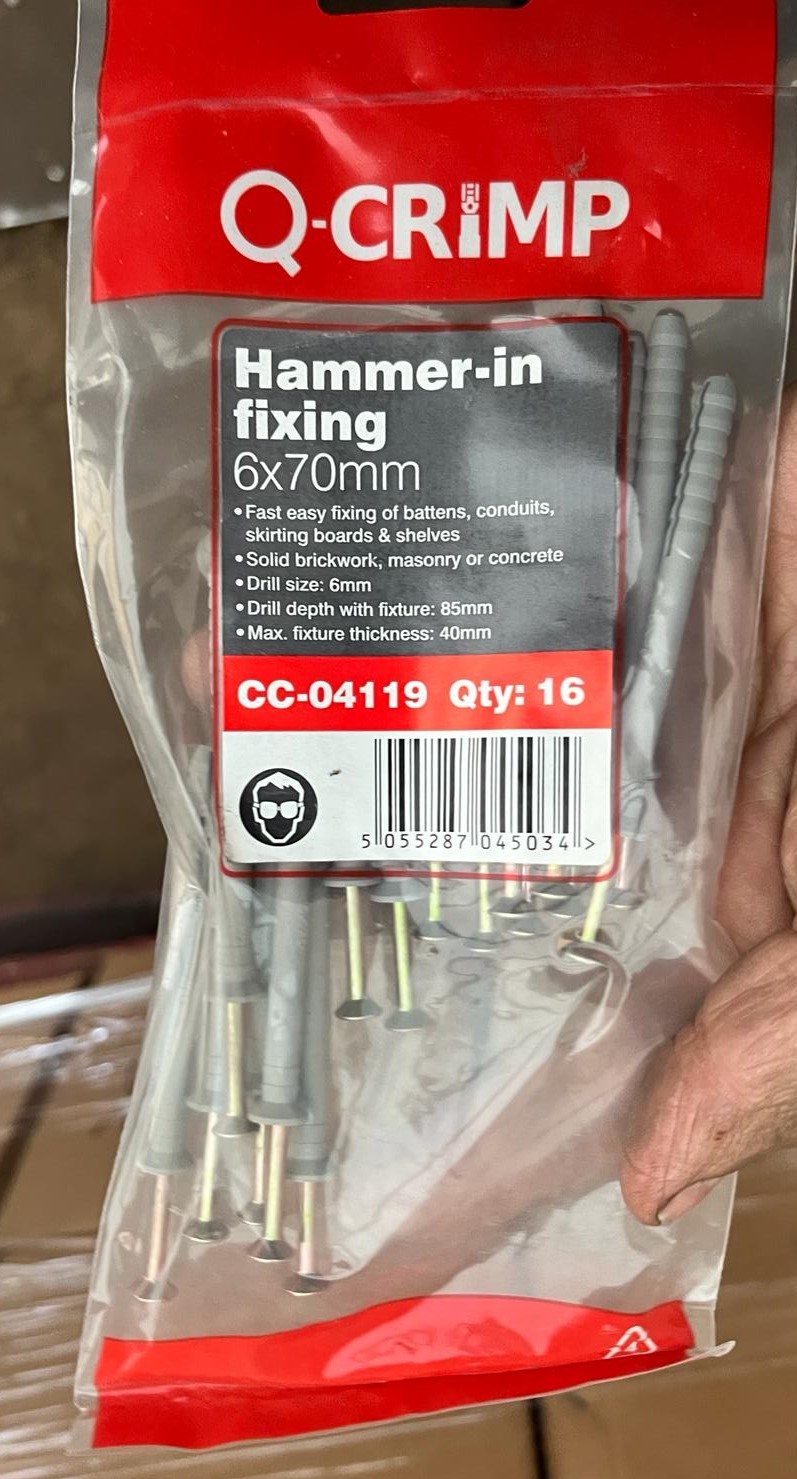 Q-CRiMP
Hammer-in
fixing
6x70mm
•Fast easy fixing of battens, conduits,
skirting boards & shelves
•Solid brickwork, masonry or concrete
•Drill size: 6mm
•Drill depth with fixture: 85mm
•Max. fixture thickness: 40mm
CC-04119 Qty: 16
5 055287 045034 >